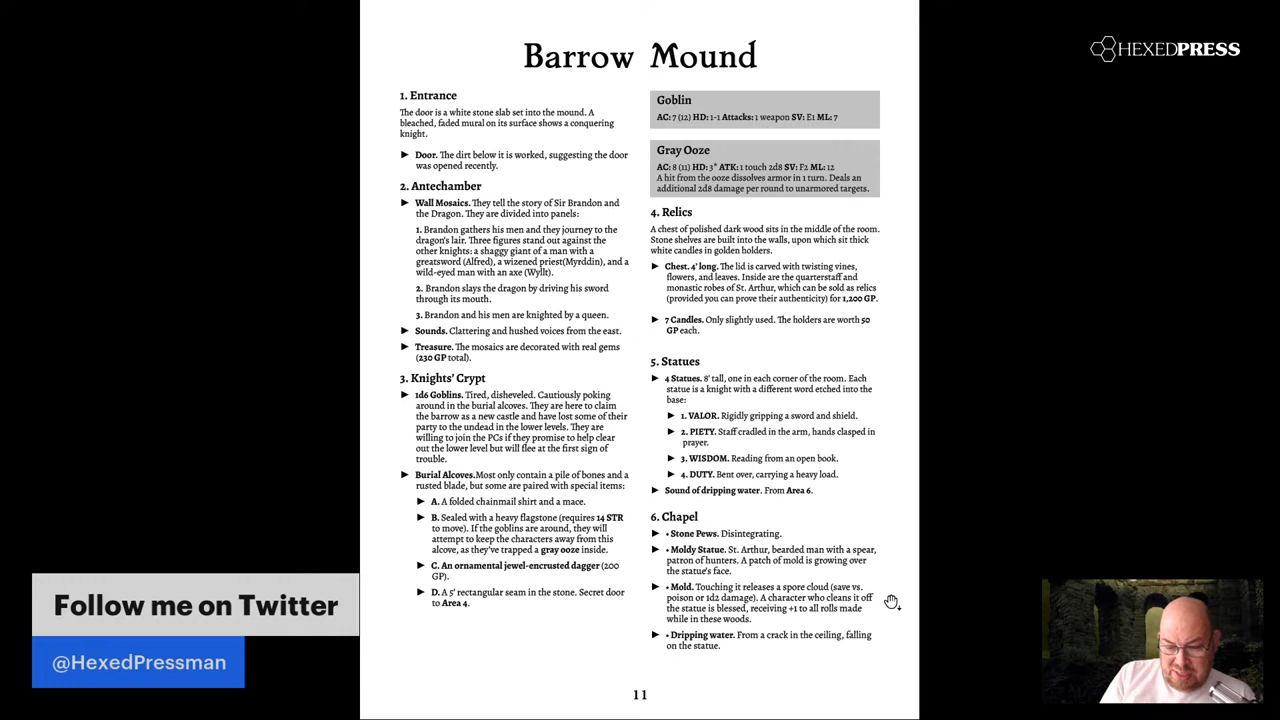 Barrow Mound
HEXEDPRESS
1. Entrance
The door is a white stone slab set into the mound. A
bleached, faded mural on its surface shows a conquering
knight.
► Door. The dirt below it is worked, suggesting the door
was opened recently.
2. Antechamber
► Wall Mosaics. They tell the story of Sir Brandon and
the Dragon. They are divided into panels:
1. Brandon gathers his men and they journey to the
dragon's lair. Three figures stand out against the
other knights: a shaggy giant of a man with a
greatsword (Alfred), a wizened priest(Myrddin), and a
wild-eyed man with an axe (Wyllt).
2. Brandon slays the dragon by driving his sword
through its mouth.
3. Brandon and his men are knighted by a queen.
► Sounds. Clattering and hushed voices from the east.
► Treasure. The mosaics are decorated with real gems
(230 GP total).
3. Knights' Crypt
► 1d6 Goblins. Tired, disheveled. Cautiously poking
around in the burial alcoves. They are here to claim
the barrow as a new castle and have lost some of their
party to the undead in the lower levels. They are
willing to join the PCs if they promise to help clear
out the lower level but will flee at the first sign of
trouble.
► Burial Alcoves.Most only contain a pile of bones and a
rusted blade, but some are paired with special items:
► A. A folded chainmail shirt and a mace.
► B. Sealed with a heavy flagstone (requires 14 STR
to move). If the goblins are around, they will
attempt to keep the characters away from this
alcove, as they've trapped a gray ooze inside.
► C. An ornamental jewel-encrusted dagger (200
GP).
► D. A 5' rectangular seam in the stone. Secret door
to Area 4.
Goblin
AC: 7 (12) HD: 1-1 Attacks: 1 weapon SV: E1 ML: 7
Gray Ooze
AC: 8 (11) HD: 3* ATK: 1 touch 2d8 SV: F2 ML: 12
A hit from the ooze dissolves armor in 1 turn. Deals an
additional 2d8 damage per round to unarmored targets.
4. Relics
A chest of polished dark wood sits in the middle of the room.
Stone shelves are built into the walls, upon which sit thick
white candles in golden holders.
► Chest. 4' long. The lid is carved with twisting vines,
flowers, and leaves. Inside are the quarterstaff and
monastic robes of St. Arthur, which can be sold as relics
(provided you can prove their authenticity) for 1,200 GP.
► 7 Candles. Only slightly used. The holders are worth 50
GP each.
5. Statues
► 4 Statues. 8' tall, one in each corner of the room. Each
statue is a knight with a different word etched into the
base:
► 1. VALOR. Rigidly gripping a sword and shield.
► 2. PIETY. Staff cradled in the arm, hands clasped in
prayer.
► 3. WISDOM. Reading from an open book.
► 4. DUTY. Bent over, carrying a heavy load.
► Sound of dripping water. From Area 6.
6. Chapel
► • Stone Pews. Disintegrating.
► • Moldy Statue. St. Arthur, bearded man with a spear,
patron of hunters. A patch of mold is growing over
the statue's face.
► • Mold. Touching it releases a spore cloud (save vs.
poison or 1d2 damage). A character who cleans it off
the statue is blessed, receiving +1 to all rolls made
while in these woods.
► • Dripping water. From a crack in the ceiling, falling
on the statue.
11
Follow me on Twitter
@HexedPressman